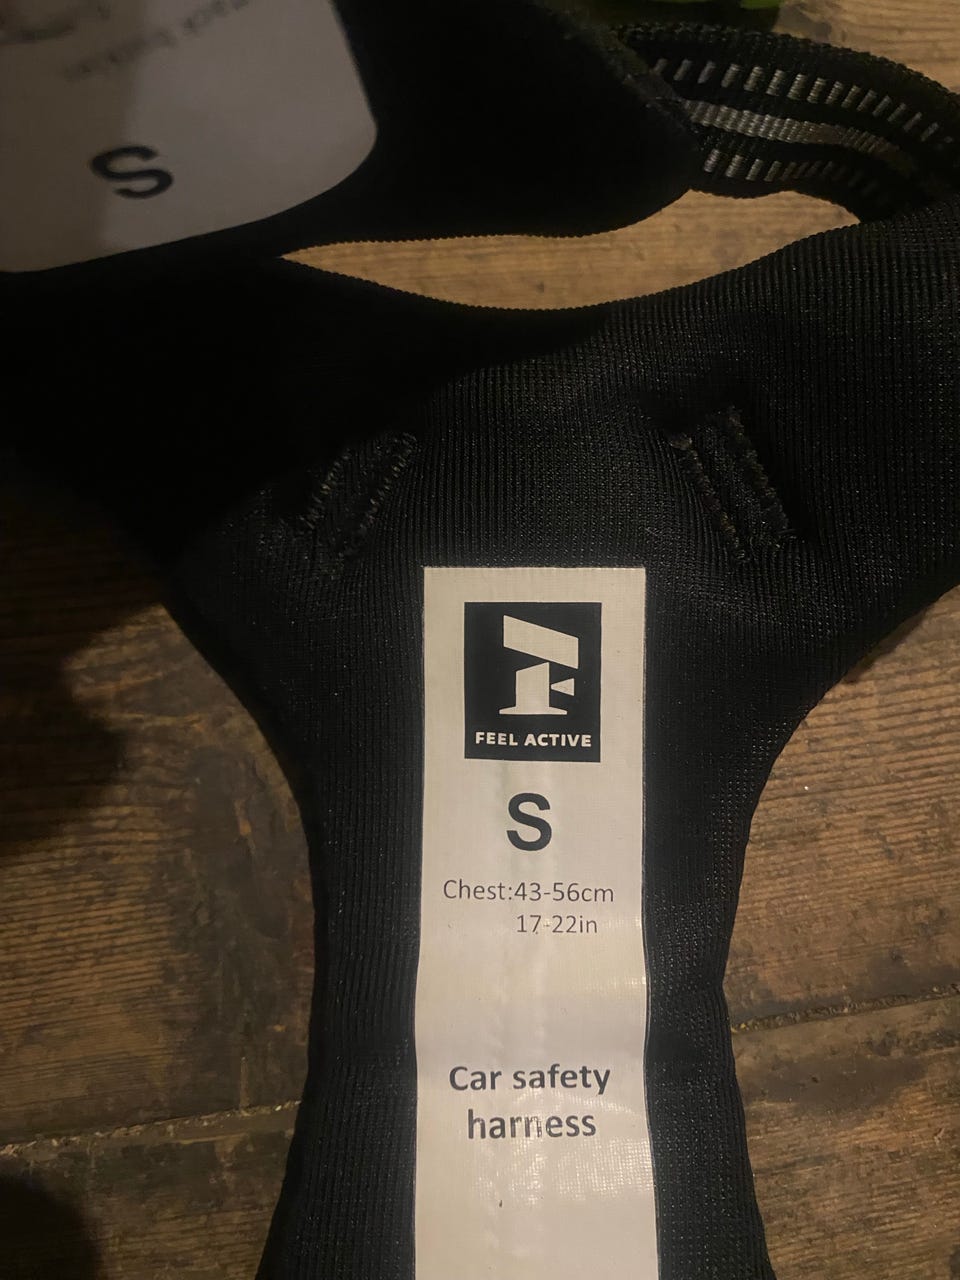 S
FEEL ACTIVE
S
Chest:43-56cm
17-22in
Car safety
harness